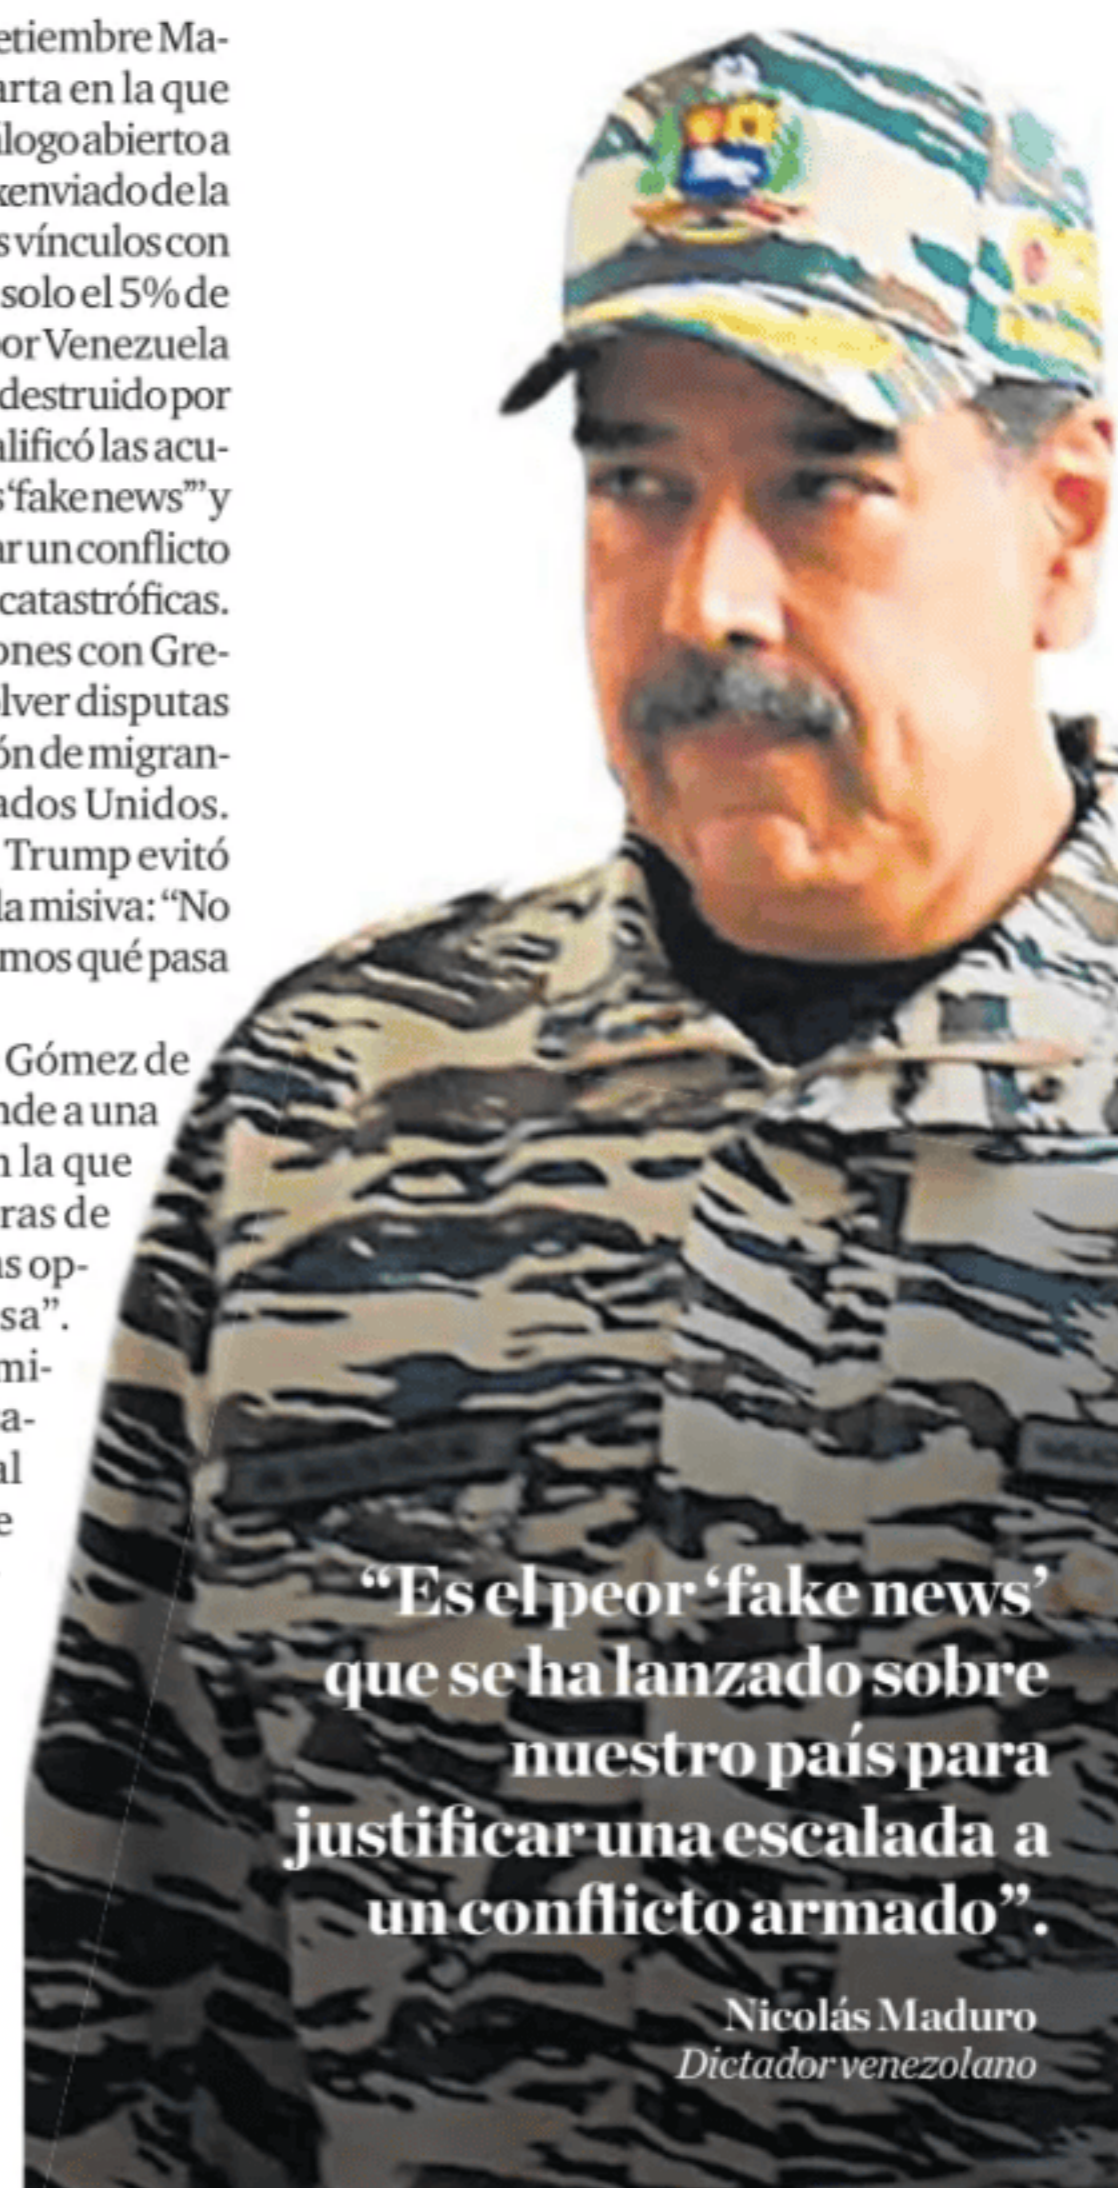 etiembre Ma-
arta en la que
álogo abierto a
xenviado de la
s vínculos con
solo el 5% de
por Venezuela
destruido por
alificó las acu-
s ‘fake news’” y
ar un conflicto
catastróficas.
ones con Gre-
lver disputas
ón de migran-
ados Unidos.
Trump evitó
la misiva: “No
mos qué pasa
Gómez de
nde a una
n la que
ras de
as op-
sa”.
mi-
a-
al
e
“Es el peor ‘fake news’
que se ha lanzado sobre
nuestro país para
justificar una escalada a
un conflicto armado”.
Nicolás Maduro
Dictador venezolano